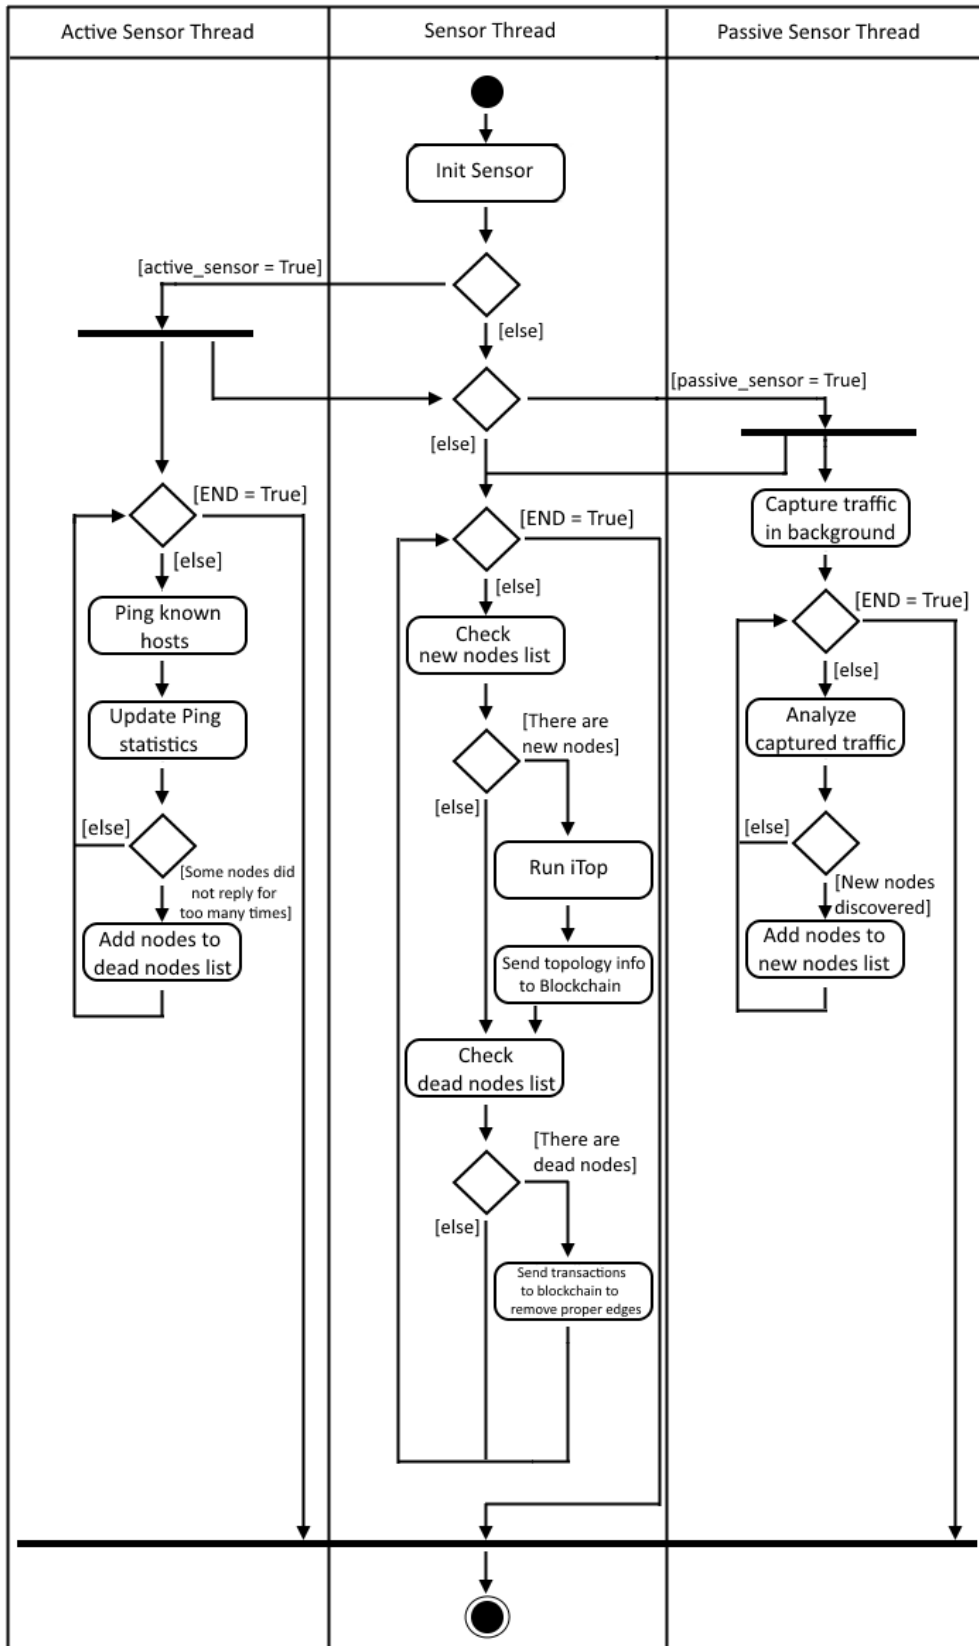 Active Sensor Thread
Sensor Thread
Passive Sensor Thread
Init Sensor
[active_sensor = True]
[else]
[passive_sensor = True]
[else]
[END = True]
[else]
Ping known
hosts
Update Ping
statistics
[else]
[Some nodes did
not reply for
too many times]
Add nodes to
dead nodes list
[END = True]
[else]
Check
new nodes list
[There are
new nodes]
[else]
Run iTop
Send topology info
to Blockchain
Check
dead nodes list
[There are
dead nodes]
[else]
Send transactions
to blockchain to
remove proper edges
Capture traffic
in background
[END = True]
[else]
Analyze
captured traffic
[else]
[New nodes
discovered]
Add nodes to
new nodes list